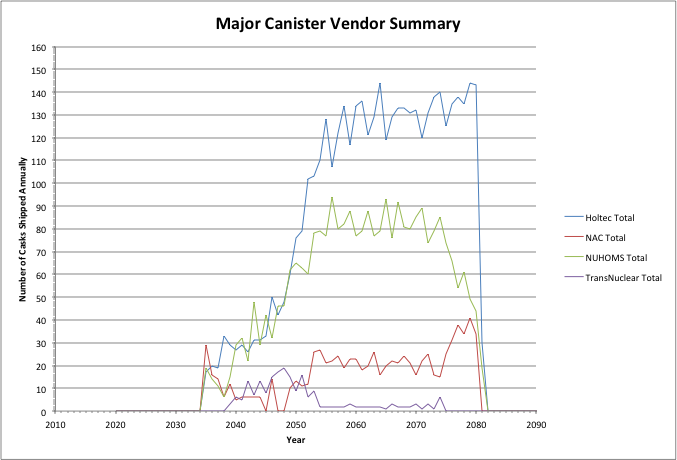 Major Canister Vendor Summary
160
150
140
130
120
110
100
90
80
70
60
50
40
30
20
10
0
Number of Casks Shipped Annually
2010 2020 2030 2040 2050 2060 2070 2080 2090
Year
Holtec Total
NAC Total
NUHOMS Total
TransNuclear Total